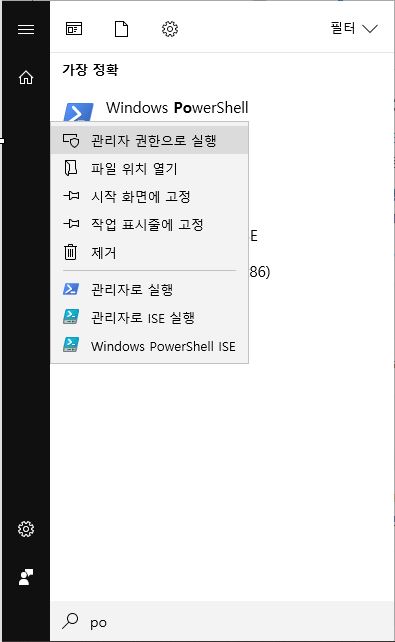 필터
가장 정확
Windows PowerShell
관리자 권한으로 실행
파일 위치 열기
시작 화면에 고정
작업 표시줄에 고정
E
제거
86)
관리자로 실행
관리자로 ISE 실행
Windows PowerShell ISE
po